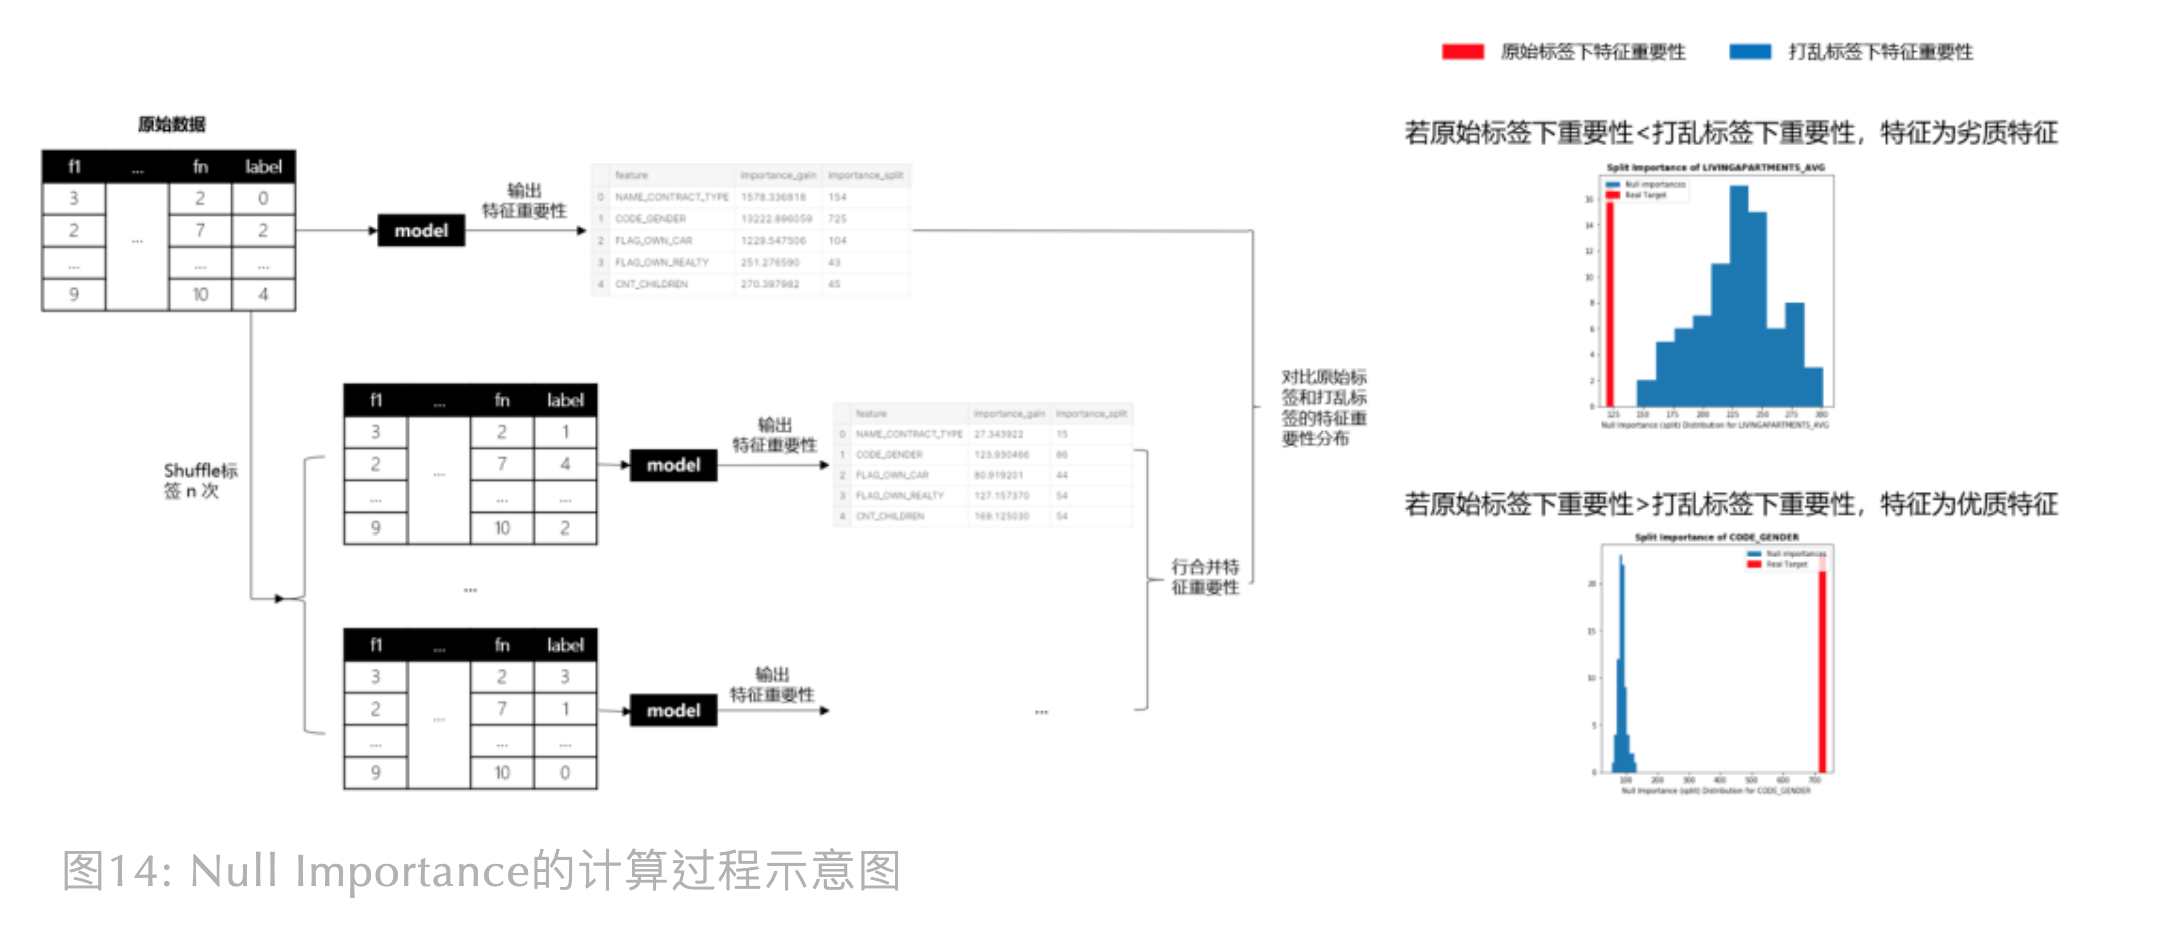 原始标签下特征重要性 打乱标签下特征重要性
原始数据
f1 ... fn label
3 2 0
2 ... 7 2
... ... ...
9 10 4
model
输出
特征重要性
feature importance_gain importance_split
0 NAME_CONTRACT_TYPE 1578.336818 154
1 CODE_GENDER 13222.896059 725
2 FLAG_OWN_CAR 1229.547506 104
3 FLAG_OWN_REALTY 251.276590 43
4 CNT_CHILDREN 270.397982 45
Shuffle标
签 n 次
f1 ... fn label
3 2 1
2 ... 7 4
... ... ...
9 10 2
model
输出
特征重要性
feature importance_gain importance_split
0 NAME_CONTRACT_TYPE 27.343922 15
1 CODE_GENDER 123.930466 86
2 FLAG_OWN_CAR 80.919201 44
3 FLAG_OWN_REALTY 127.157370 54
4 CNT_CHILDREN 169.125030 54
...
f1 ... fn label
3 2 3
2 ... 7 1
... ... ...
9 10 0
model
输出
特征重要性
...
行合并特
征重要性
对比原始标
签和打乱标
签的特征重
要性分布
若原始标签下重要性<打乱标签下重要性，特征为劣质特征
Split Importance of LIVINGAPARTMENTS_AVG
Null importances
Real Target
16
14
12
10
8
6
4
2
0
125 150 175 200 225 250 275 300
Null Importance (split) Distribution for LIVINGAPARTMENTS_AVG
若原始标签下重要性>打乱标签下重要性，特征为优质特征
Split Importance of CODE_GENDER
Null importances
Real Target
20
15
10
5
0
100 200 300 400 500 600 700
Null Importance (split) Distribution for CODE_GENDER
图14: Null Importance的计算过程示意图